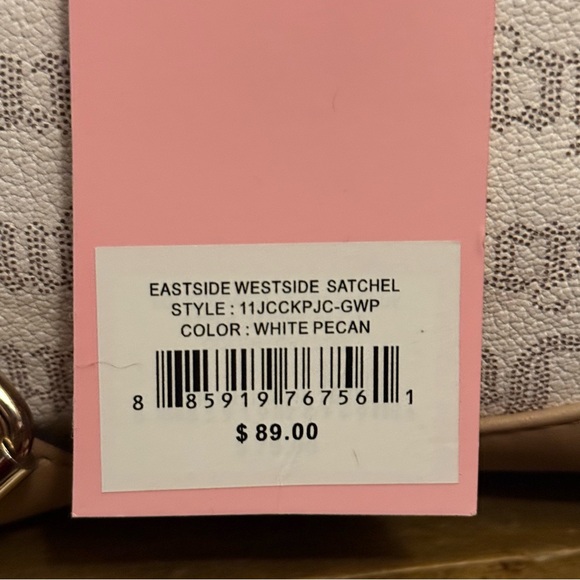 EASTSIDE WESTSIDE SATCHEL
STYLE : 11JCCKPJC-GWP
COLOR : WHITE PECAN
8 85919 76756 1
$ 89.00